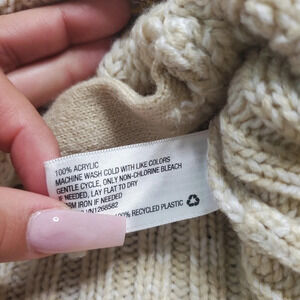 100% ACRYLIC
MACHINE WASH COLD WITH LIKE COLORS
GENTLE CYCLE, ONLY NON-CHLORINE BLEACH
IF NEEDED, LAY FLAT TO DRY
IRON IF NEEDED
VN1268582
100% RECYCLED PLASTIC